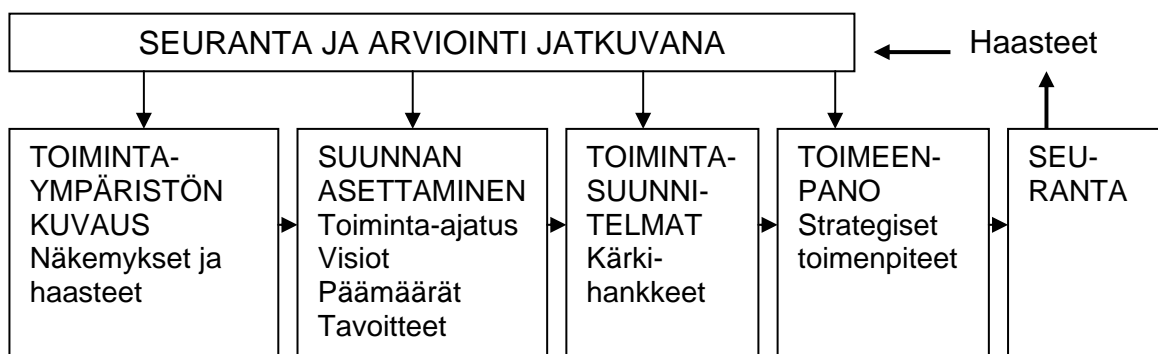 SEURANTA JA ARVIOINTI JATKUVANA
Haasteet
TOIMINTA-
YMPÄRISTÖN
KUVAUS
Näkemykset ja
haasteet
SUUNNAN
ASETTAMINEN
Toiminta-ajatus
Visiot
Päämäärät
Tavoitteet
TOIMINTA-
SUUNNI-
TELMAT
Kärki-
hankkeet
TOIMEEN-
PANO
Strategiset
toimenpiteet
SEU-
RANTA